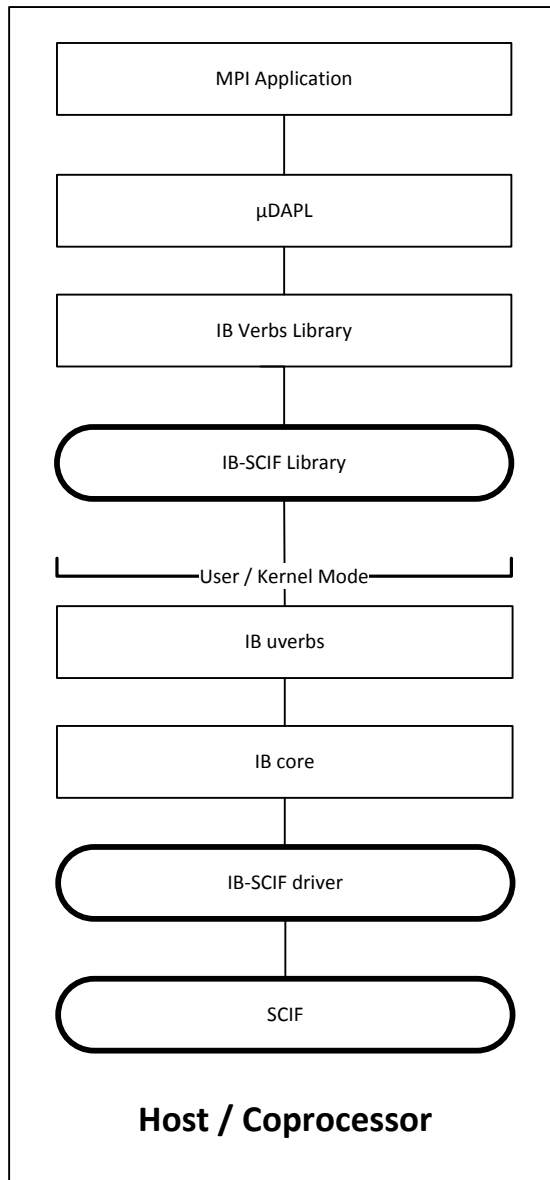 MPI Application
µDAPL
IB Verbs Library
IB-SCIF Library
User / Kernel Mode
IB uverbs
IB core
IB-SCIF driver
SCIF
Host / Coprocessor